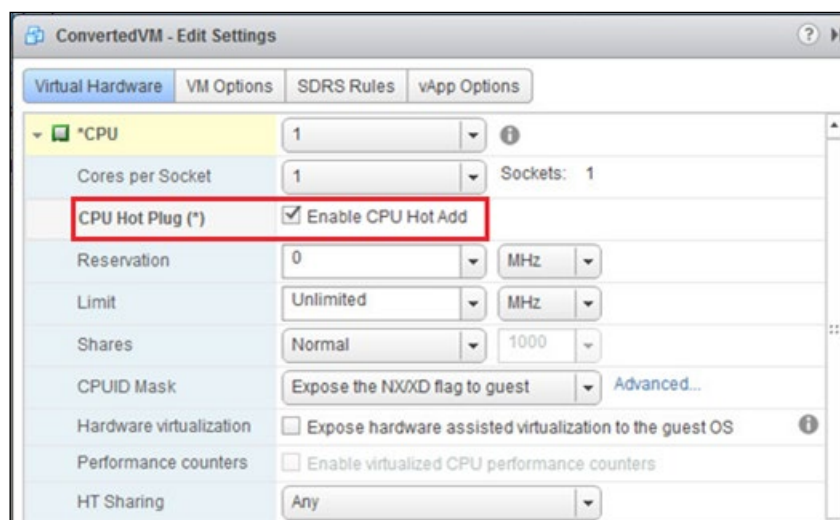 ConvertedVM - Edit Settings ?
Virtual Hardware VM Options SDRS Rules vApp Options
*CPU 1
Cores per Socket 1 Sockets: 1
CPU Hot Plug (*) Enable CPU Hot Add
Reservation 0 MHz
Limit Unlimited MHz
Shares Normal 1000
CPUID Mask Expose the NX/XD flag to guest Advanced...
Hardware virtualization Expose hardware assisted virtualization to the guest OS
Performance counters Enable virtualized CPU performance counters
HT Sharing Any